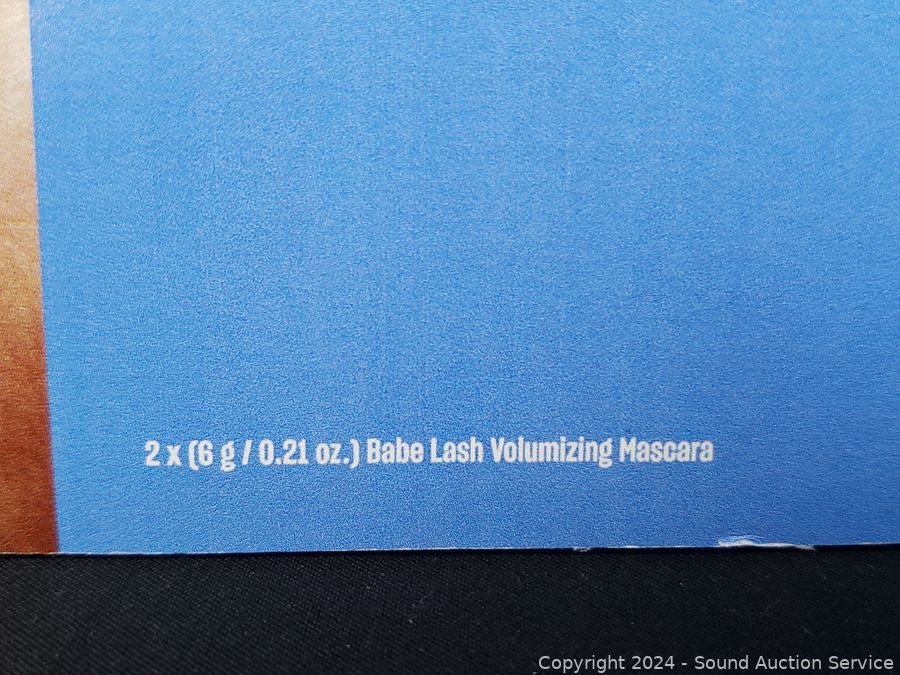 2 x (6 g / 0.21 oz.) Babe Lash Volumizing Mascara
Copyright 2024 - Sound Auction Service